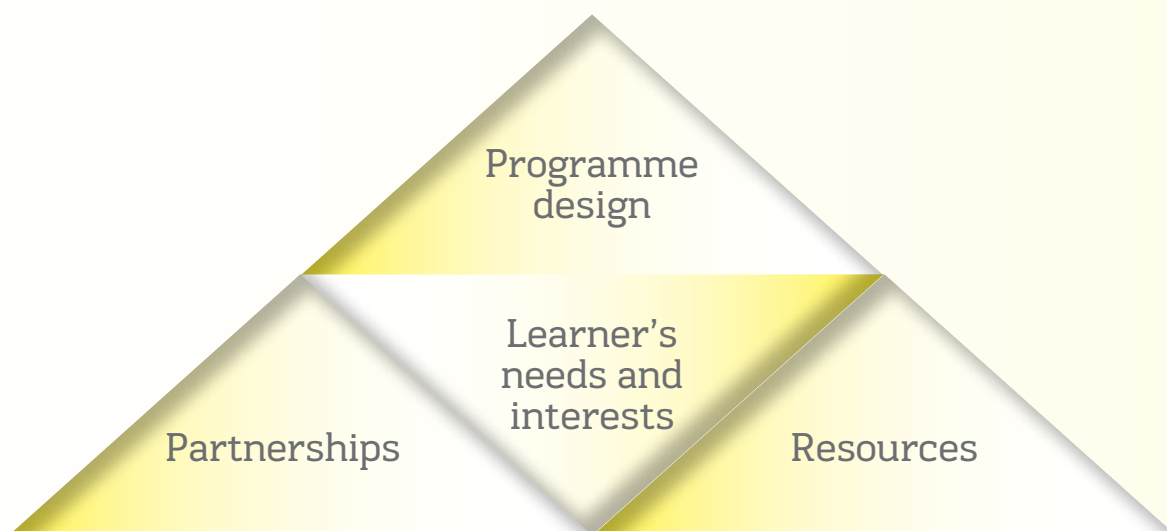 Programme
design
Learner’s
needs and
interests
Partnerships
Resources